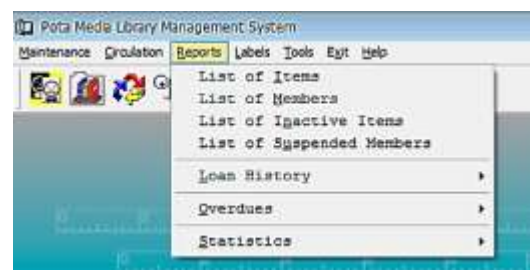 Pota Media Library Management System
Maintenance Circulation Reports Labels Tools Exit Help
List of Items
List of Members
List of Inactive Items
List of Suspended Members
Loan History
Overdues
Statistics